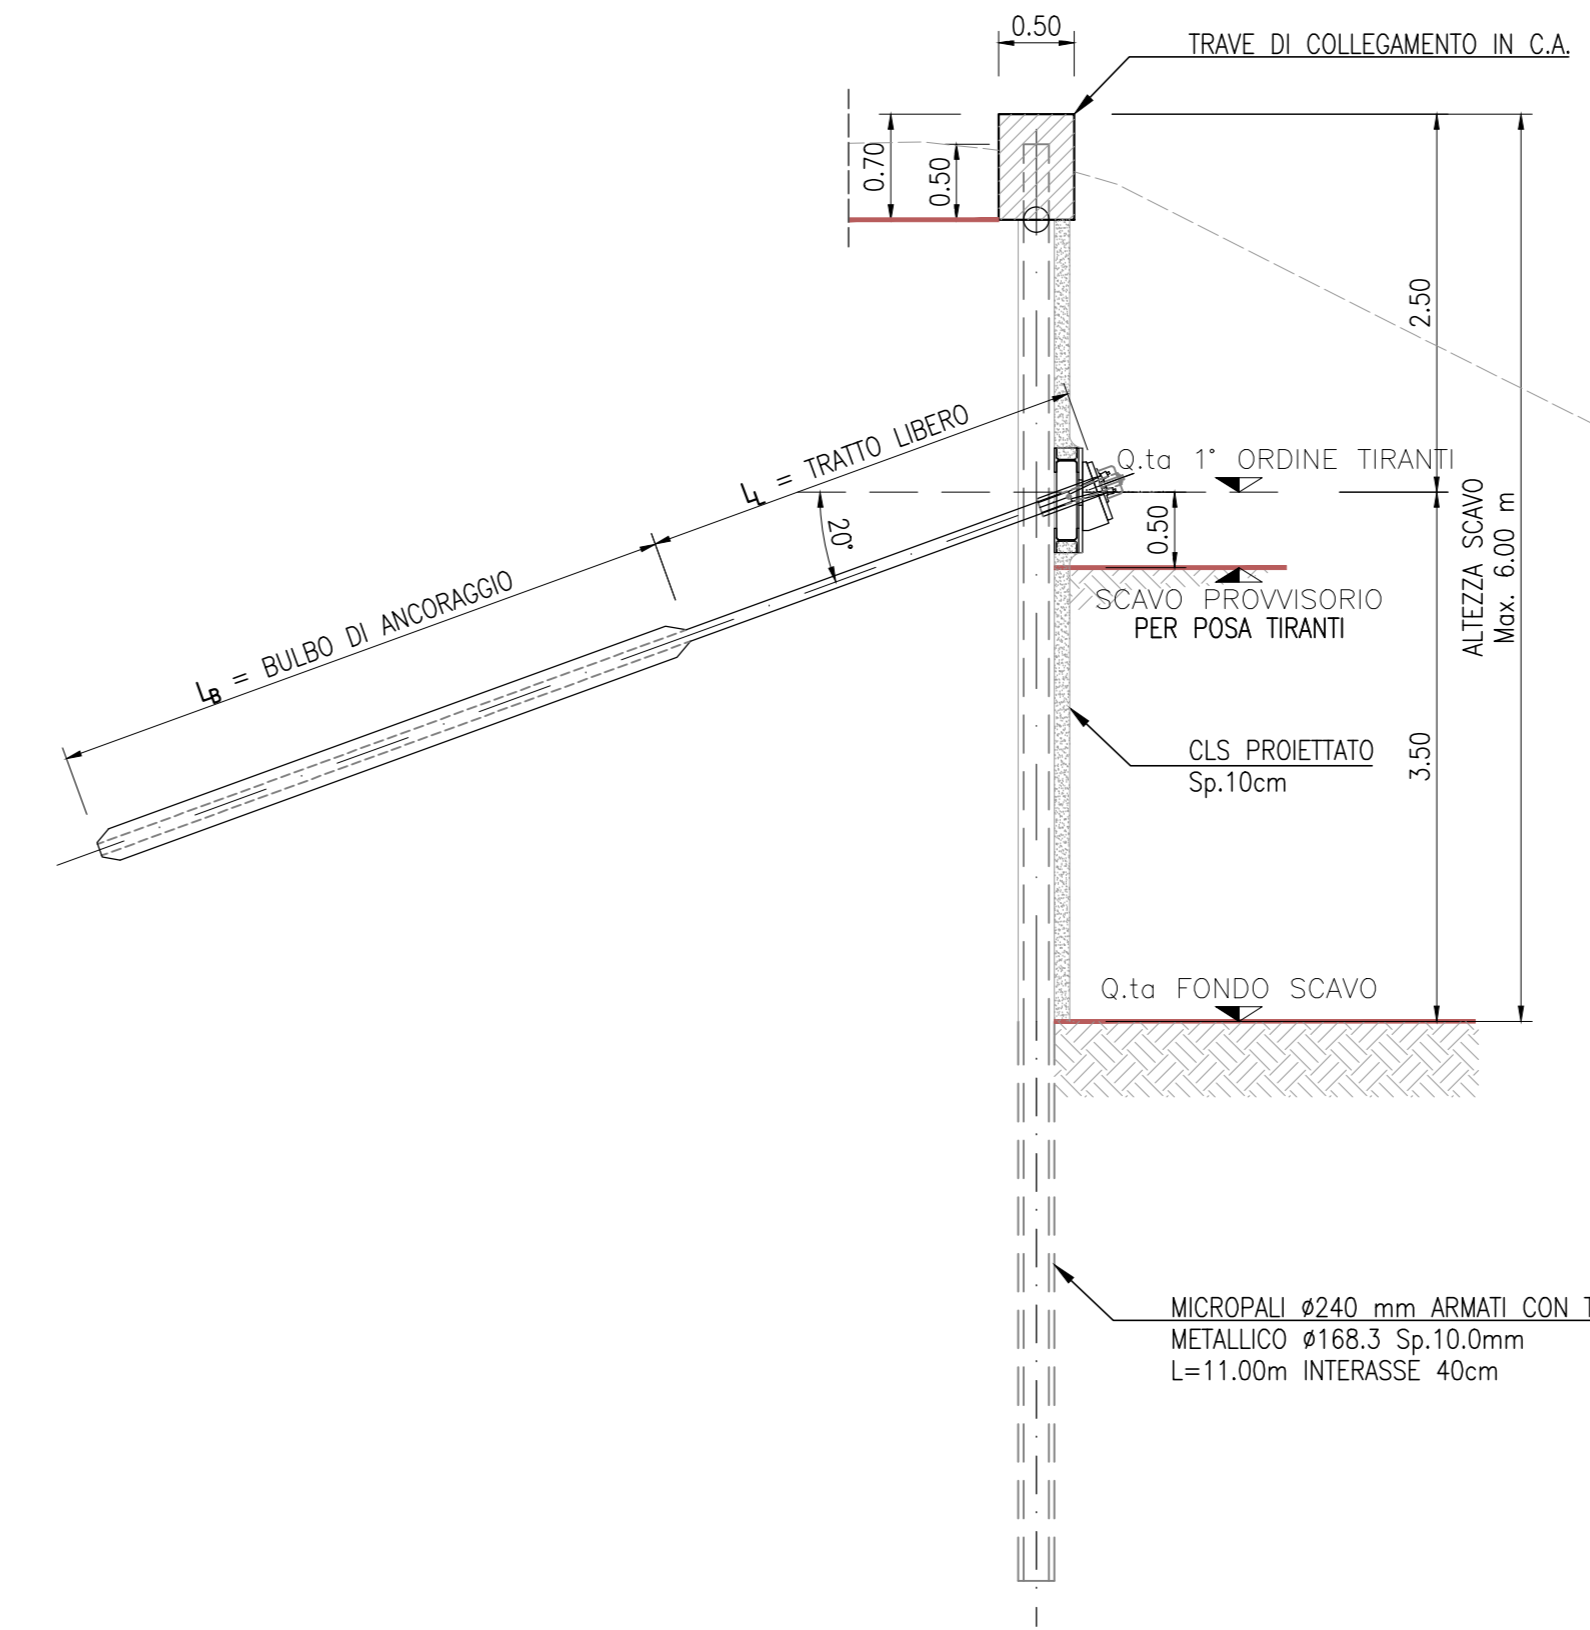 0.50
TRAVE DI COLLEGAMENTO IN C.A.
0.70
0.50
2.50
LL = TRATTO LIBERO
Q.ta 1° ORDINE TIRANTI
20°
0.50
ALTEZZA SCAVO
Max. 6.00 m
LB = BULBO DI ANCORAGGIO
SCAVO PROVVISORIO
PER POSA TIRANTI
3.50
CLS PROIETTATO
Sp.10cm
Q.ta FONDO SCAVO
MICROPALI ø240 mm ARMATI CON
METALLICO ø168.3 Sp.10.0mm
L=11.00m INTERASSE 40cm